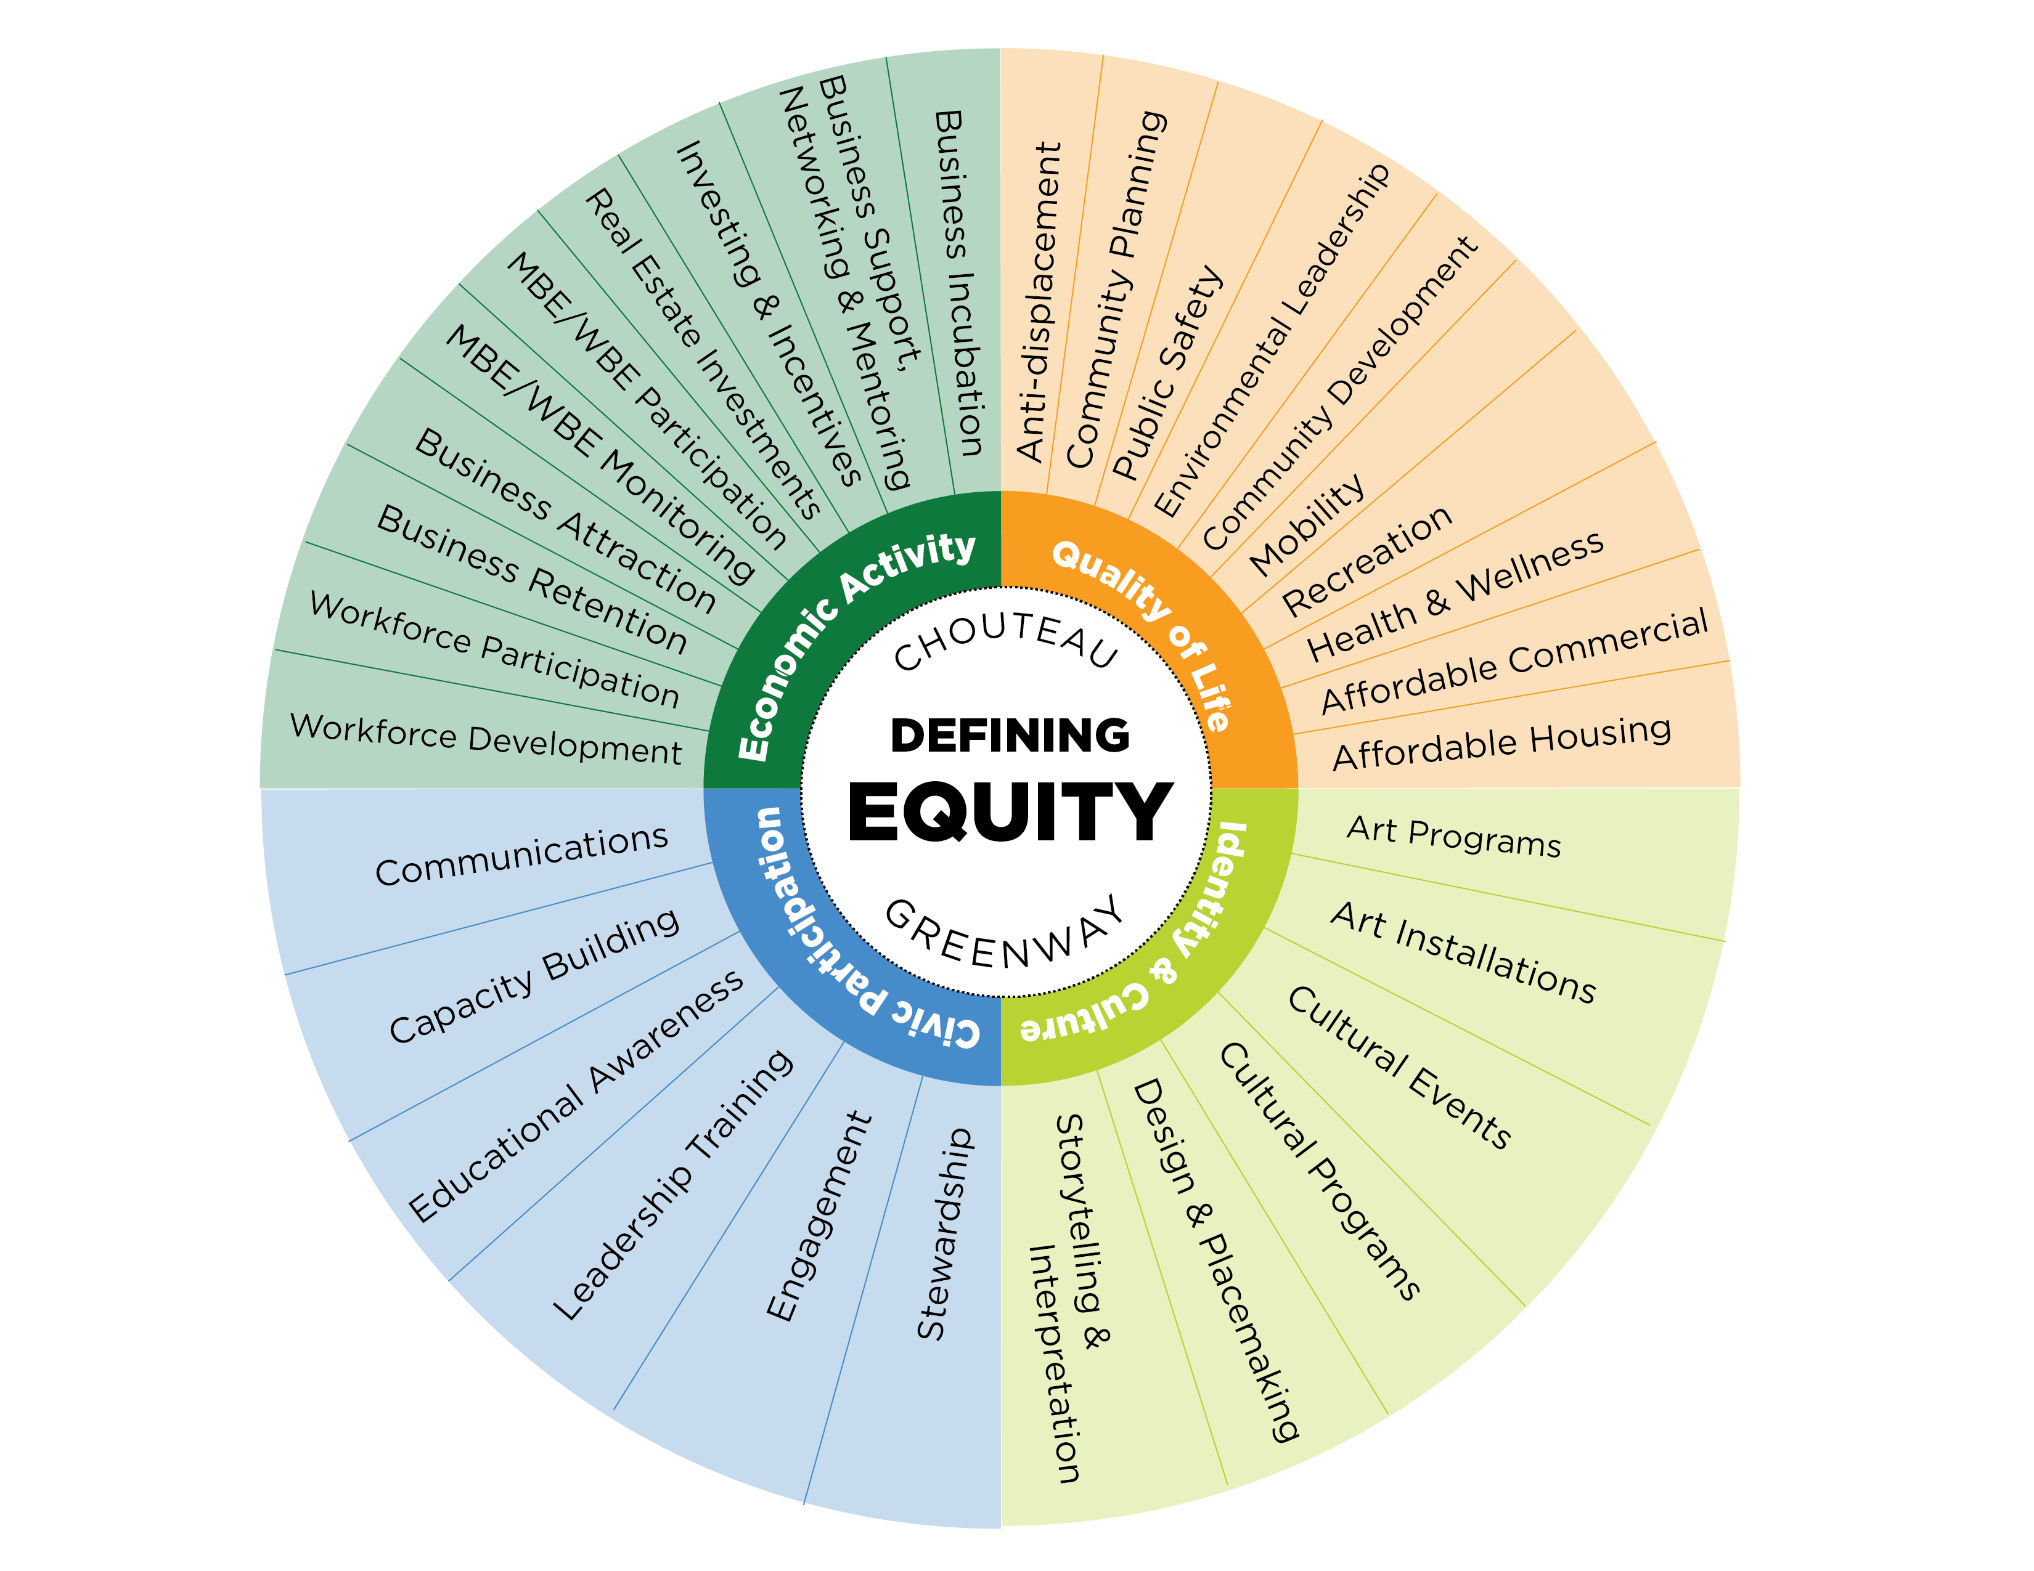 CHOUTEAU
DEFINING
EQUITY
GREENWAY
Economic Activity
Quality of Life
Identity & Culture
Civic Participation
Anti-displacement
Community Planning
Public Safety
Environmental Leadership
Community Development
Mobility
Recreation
Health & Wellness
Affordable Commercial
Affordable Housing
Art Programs
Art Installations
Cultural Events
Cultural Programs
Design & Placemaking
Storytelling &
Interpretation
Stewardship
Engagement
Leadership Training
Educational Awareness
Capacity Building
Communications
Workforce Development
Workforce Participation
Business Retention
Business Attraction
MBE/WBE Monitoring
MBE/WBE Participation
Real Estate Investments
Investing & Incentives
Business Support,
Networking & Mentoring
Business Incubation